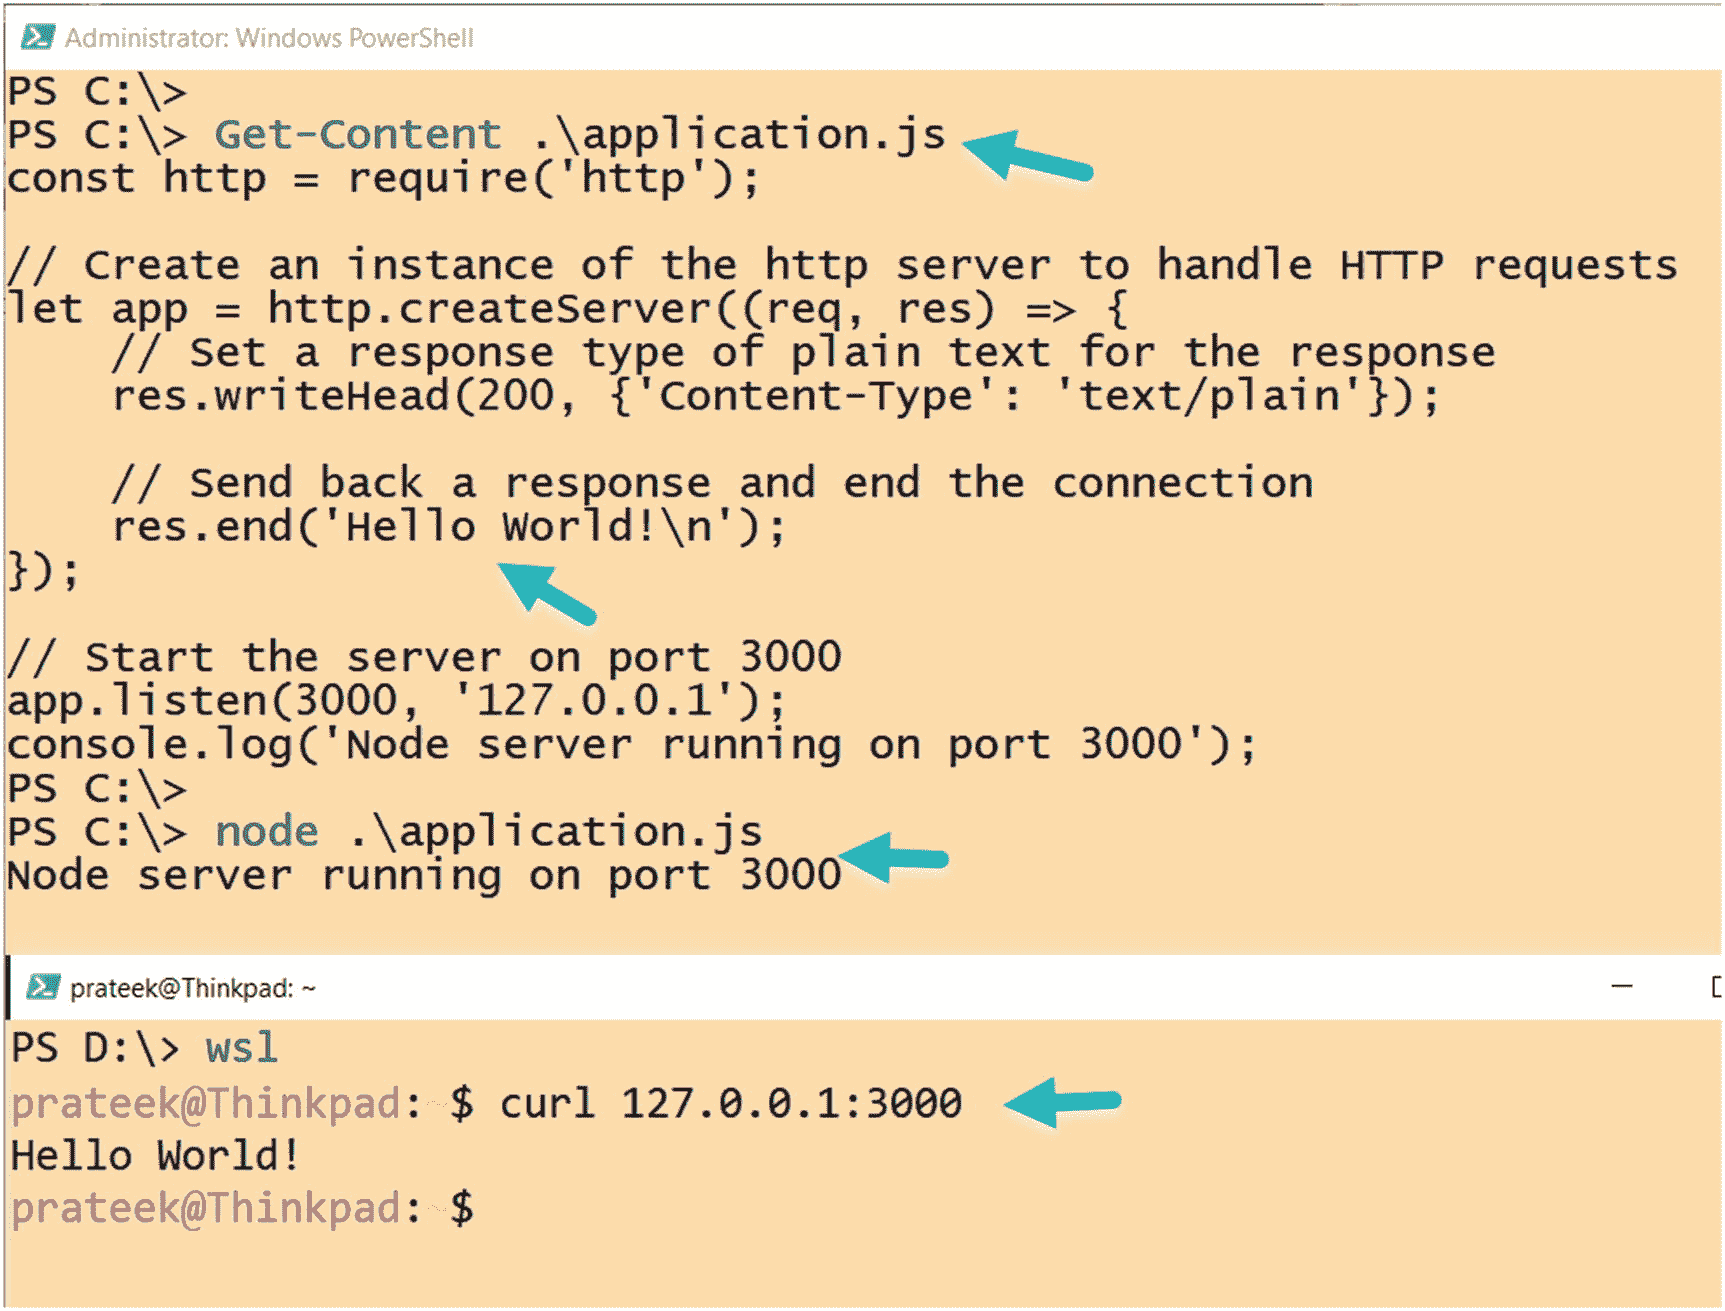 Administrator: Windows PowerShell
PS C:\>
PS C:\> Get-Content .\application.js
const http = require('http');
// Create an instance of the http server to handle HTTP requests
let app = http.createServer((req, res) => {
    // Set a response type of plain text for the response
    res.writeHead(200, {'Content-Type': 'text/plain'});
    // Send back a response and end the connection
    res.end('Hello World!\n');
});
// Start the server on port 3000
app.listen(3000, '127.0.0.1');
console.log('Node server running on port 3000');
PS C:\>
PS C:\> node .\application.js
Node server running on port 3000
prateek@Thinkpad: ~
PS D:\> wsl
prateek@Thinkpad:~$ curl 127.0.0.1:3000
Hello World!
prateek@Thinkpad:~$